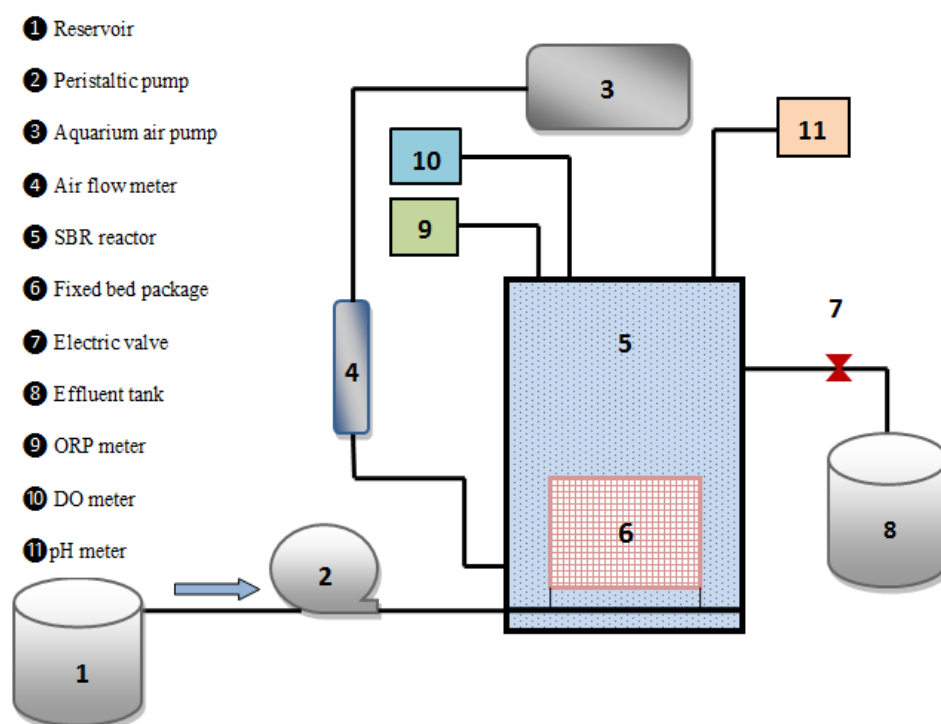 ❶ Reservoir
❷ Peristaltic pump
❸ Aquarium air pump
❹ Air flow meter
❺ SBR reactor
❻ Fixed bed package
❼ Electric valve
❽ Effluent tank
❾ ORP meter
❿ DO meter
⓫ pH meter
3
10
11
9
7
5
4
6
8
2
1